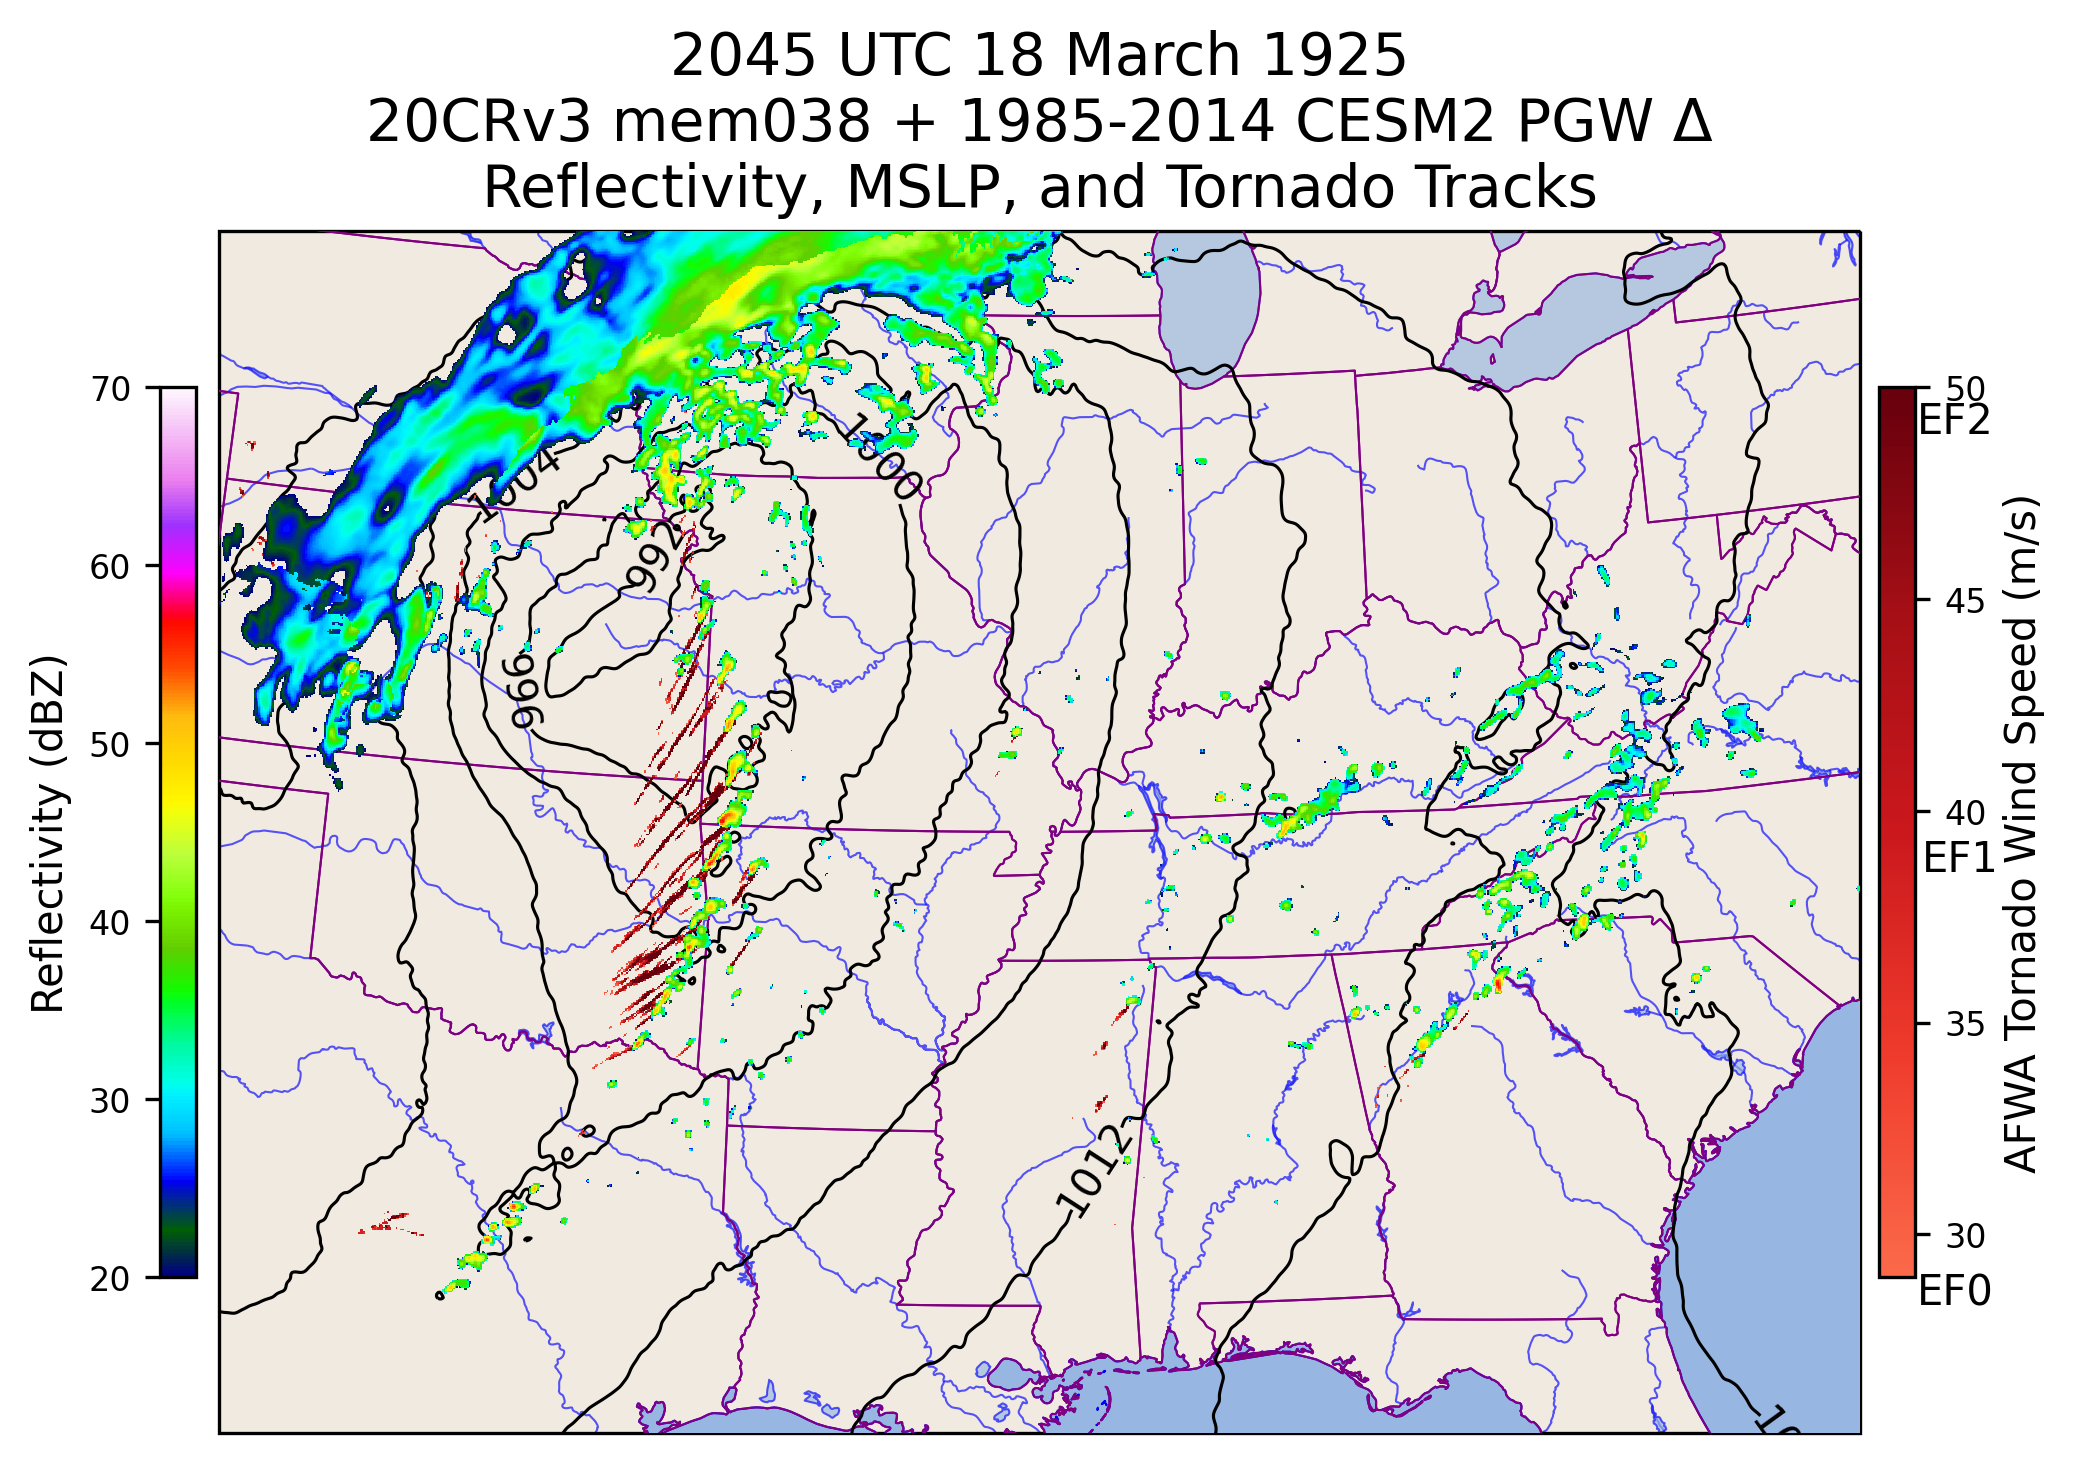 2045 UTC 18 March 1925
20CRv3 mem038 + 1985-2014 CESM2 PGW Δ
Reflectivity, MSLP, and Tornado Tracks
70
60
50
40
30
20
Reflectivity (dBZ)
1004
1000
992
996
1012
50
EF2
45
40
EF1
35
30
EF0
AFWA Tornado Wind Speed (m/s)